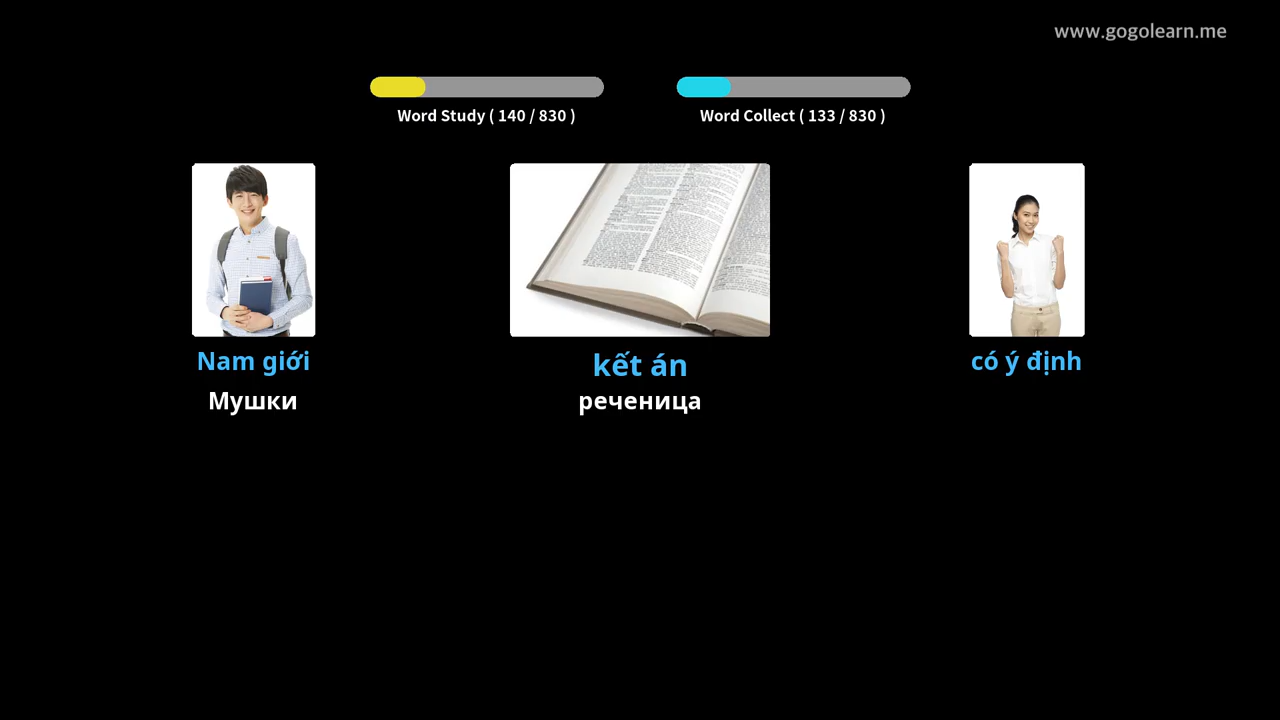 www.gogolearn.me
Word Study ( 140 / 830 )
Word Collect ( 133 / 830 )
Nam giới
kết án
có ý định
Мушки
реченица